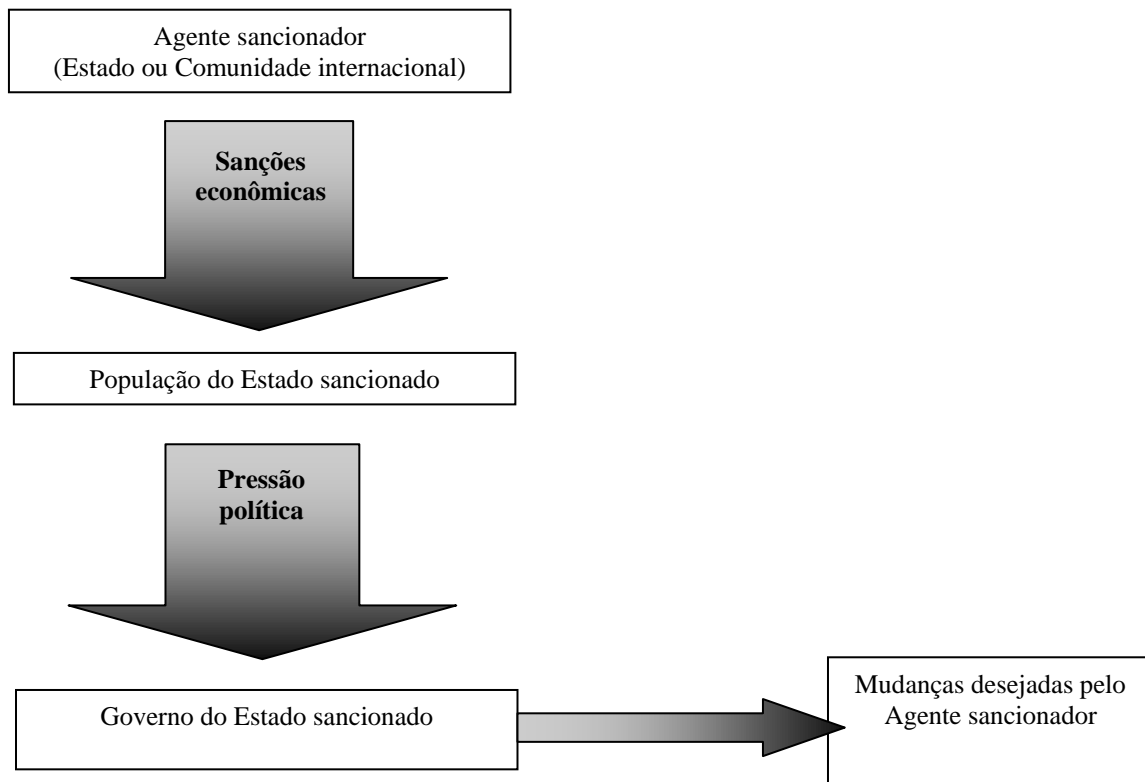 Agente sancionador
(Estado ou Comunidade internacional)
Sanções
econômicas
População do Estado sancionado
Pressão
política
Governo do Estado sancionado
Mudanças desejadas pelo
Agente sancionador